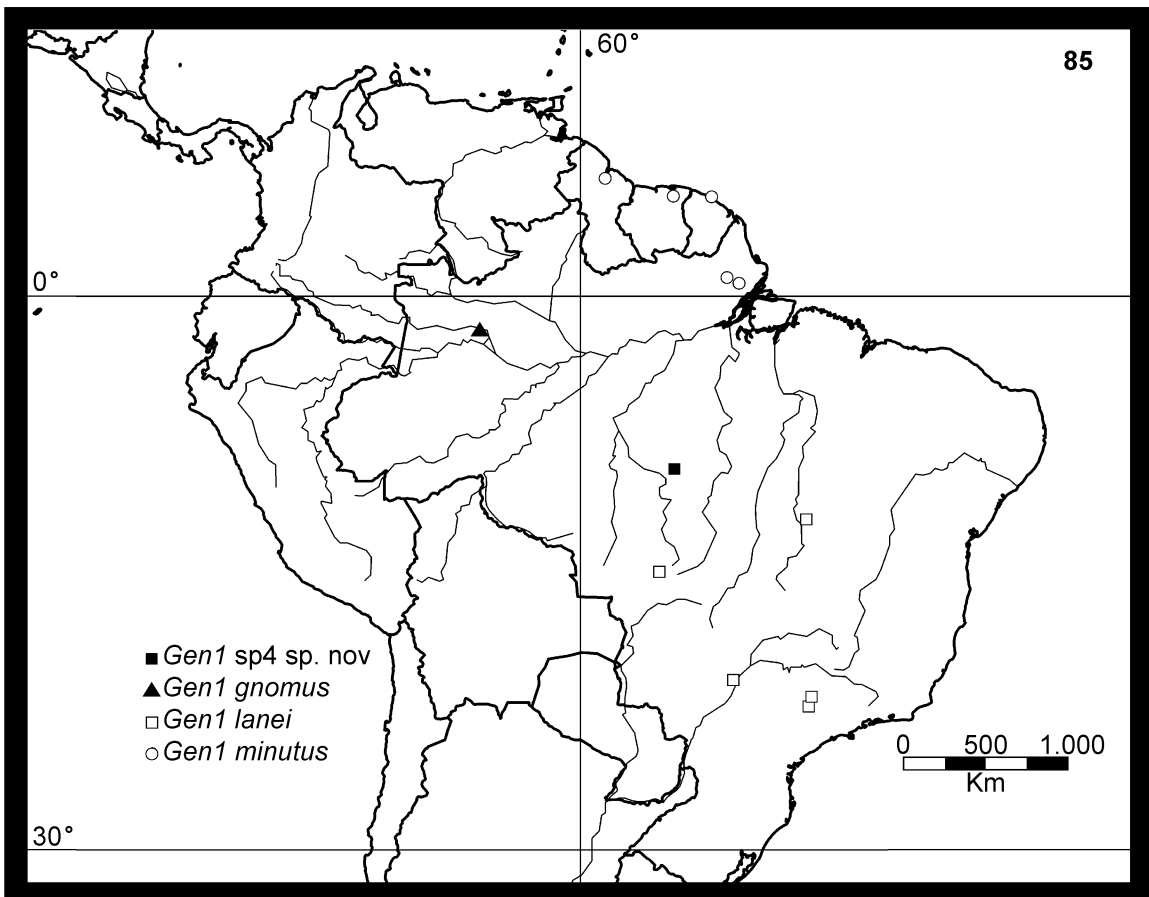 60°
85
0°
Gen1 sp4 sp. nov
Gen1 gnomus
Gen1 lanei
Gen1 minutus
0 500 1.000
Km
30°